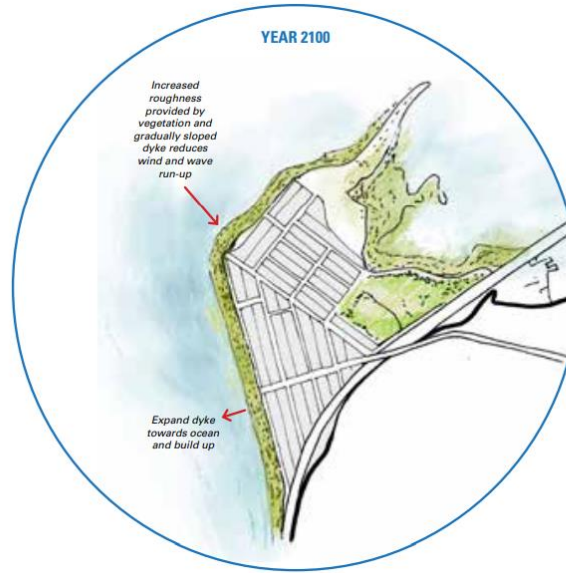 YEAR 2100
Increased
roughness
provided by
vegetation and
gradually sloped
dyke reduces
wind and wave
run-up
Expand dyke
towards ocean
and build up